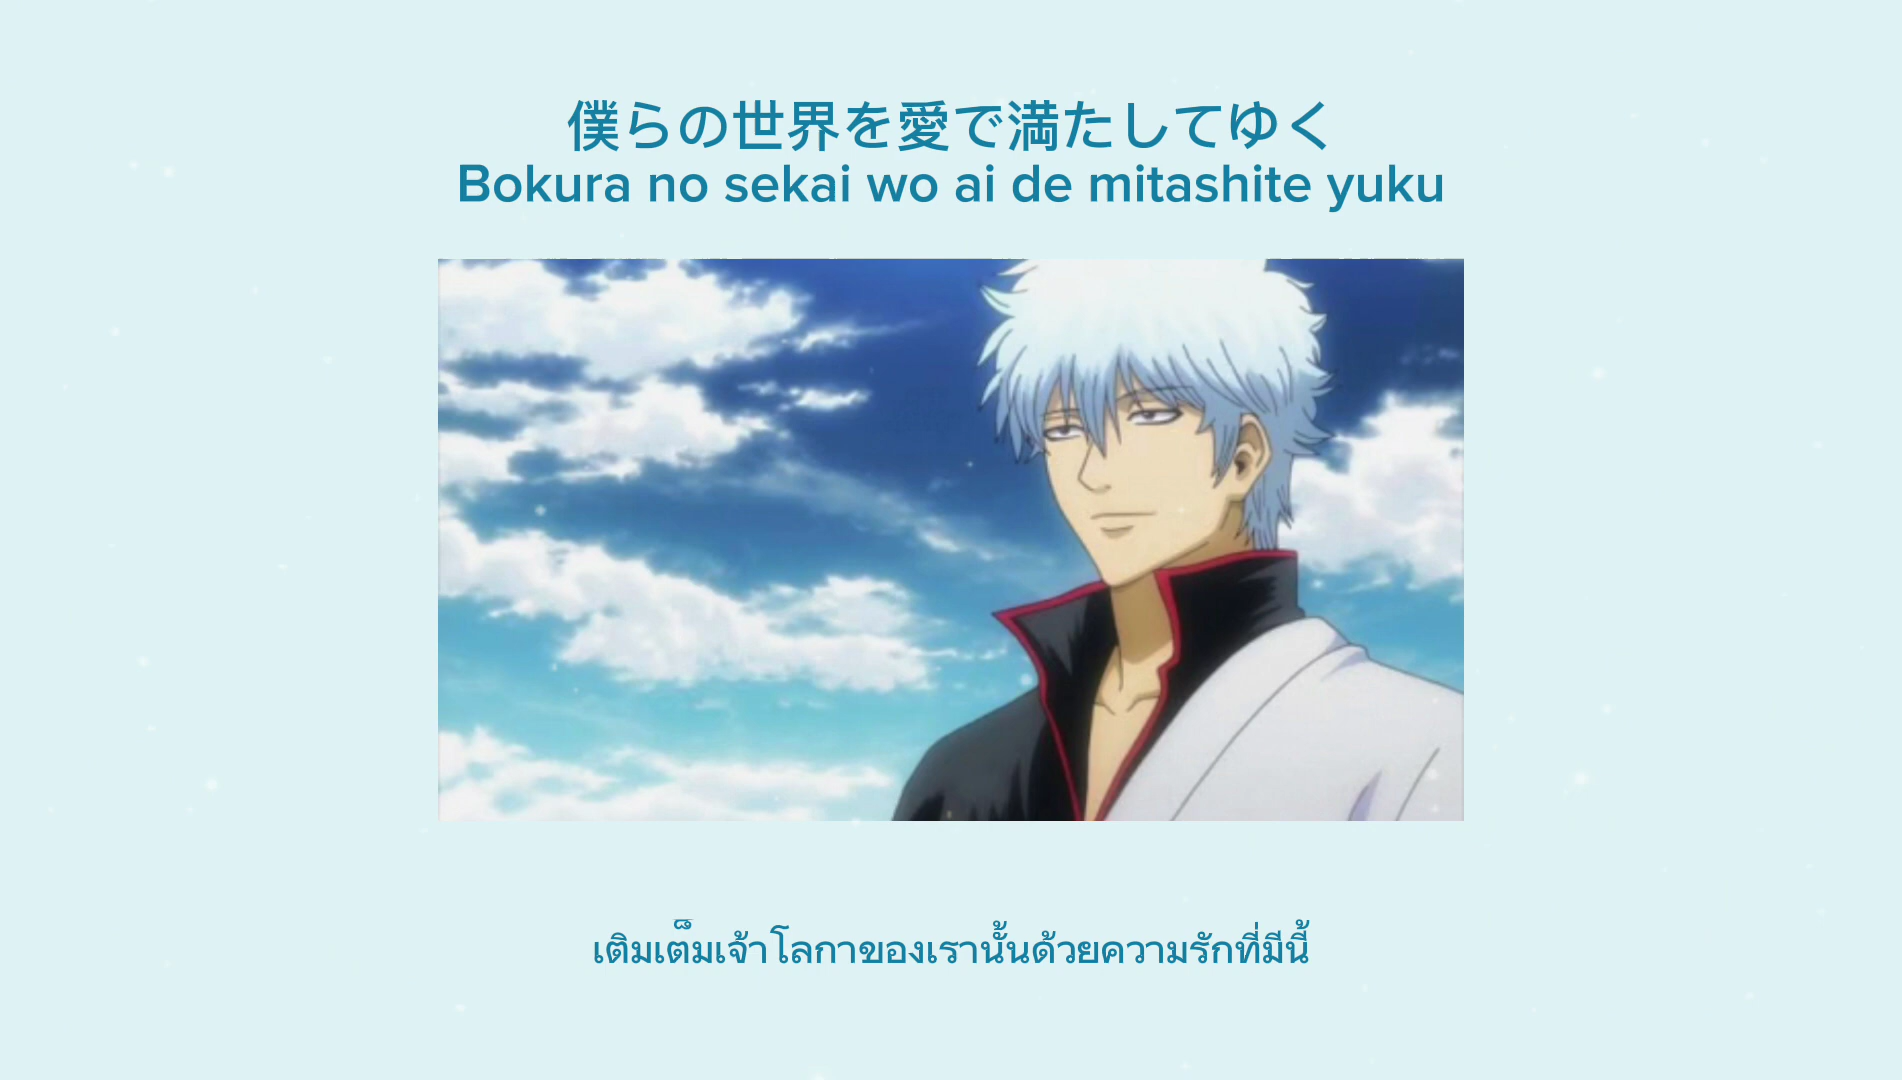 僕らの世界を愛で満たしてゆく
Bokura no sekai wo ai de mitashite yuku
เติมเต็มเจ้าโลกาของเรานั้นด้วยความรักที่มีนี้